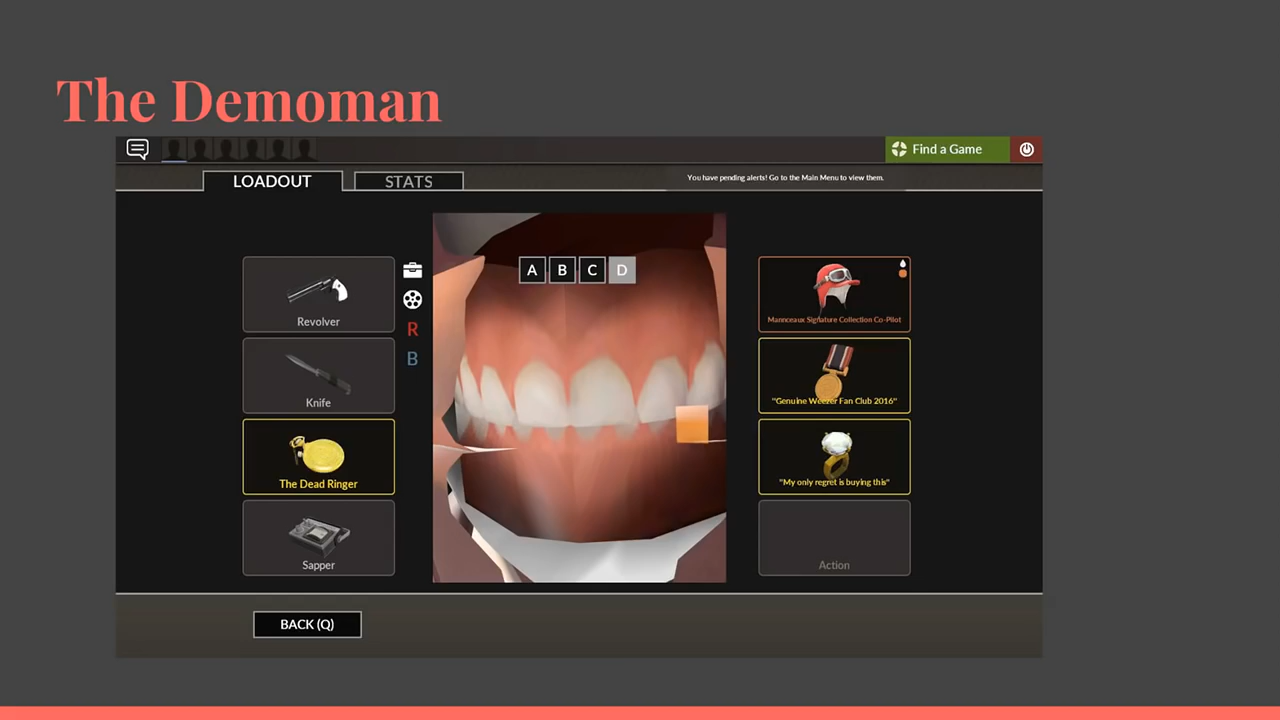 The Demoman
Find a Game
LOADOUT
STATS
You have pending alerts! Go to the Main Menu to view them.
Revolver
Knife
The Dead Ringer
Sapper
R
B
A B C D
Mannceaux Signature Collection Co-Pilot
"Genuine Weezer Fan Club 2016"
"My only regret is buying this"
Action
BACK (Q)